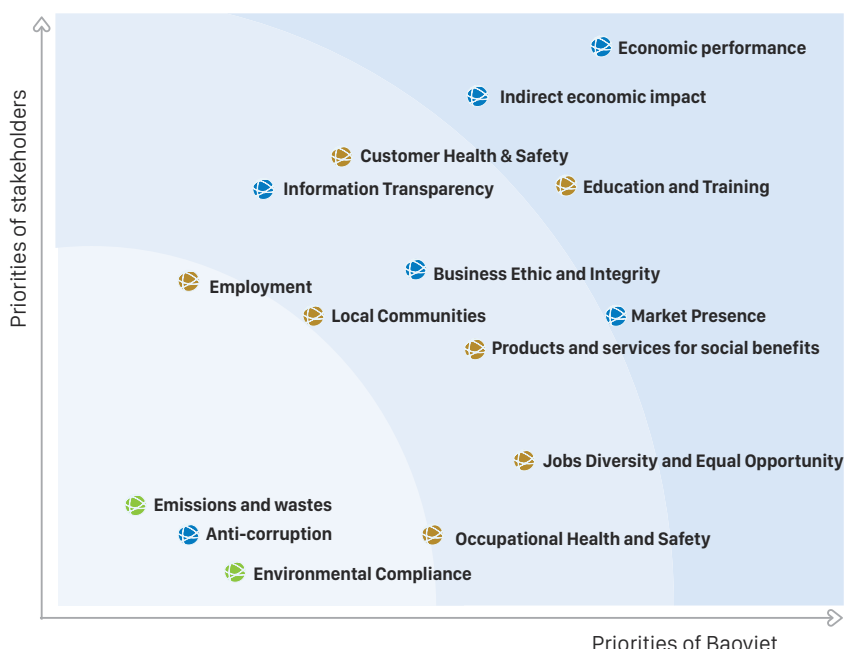 Priorities of stakeholders
Economic performance
Indirect economic impact
Customer Health & Safety
Information Transparency
Education and Training
Business Ethic and Integrity
Employment
Local Communities
Market Presence
Products and services for social benefits
Jobs Diversity and Equal Opportunity
Emissions and wastes
Anti-corruption
Occupational Health and Safety
Environmental Compliance
Priorities of Baoviet